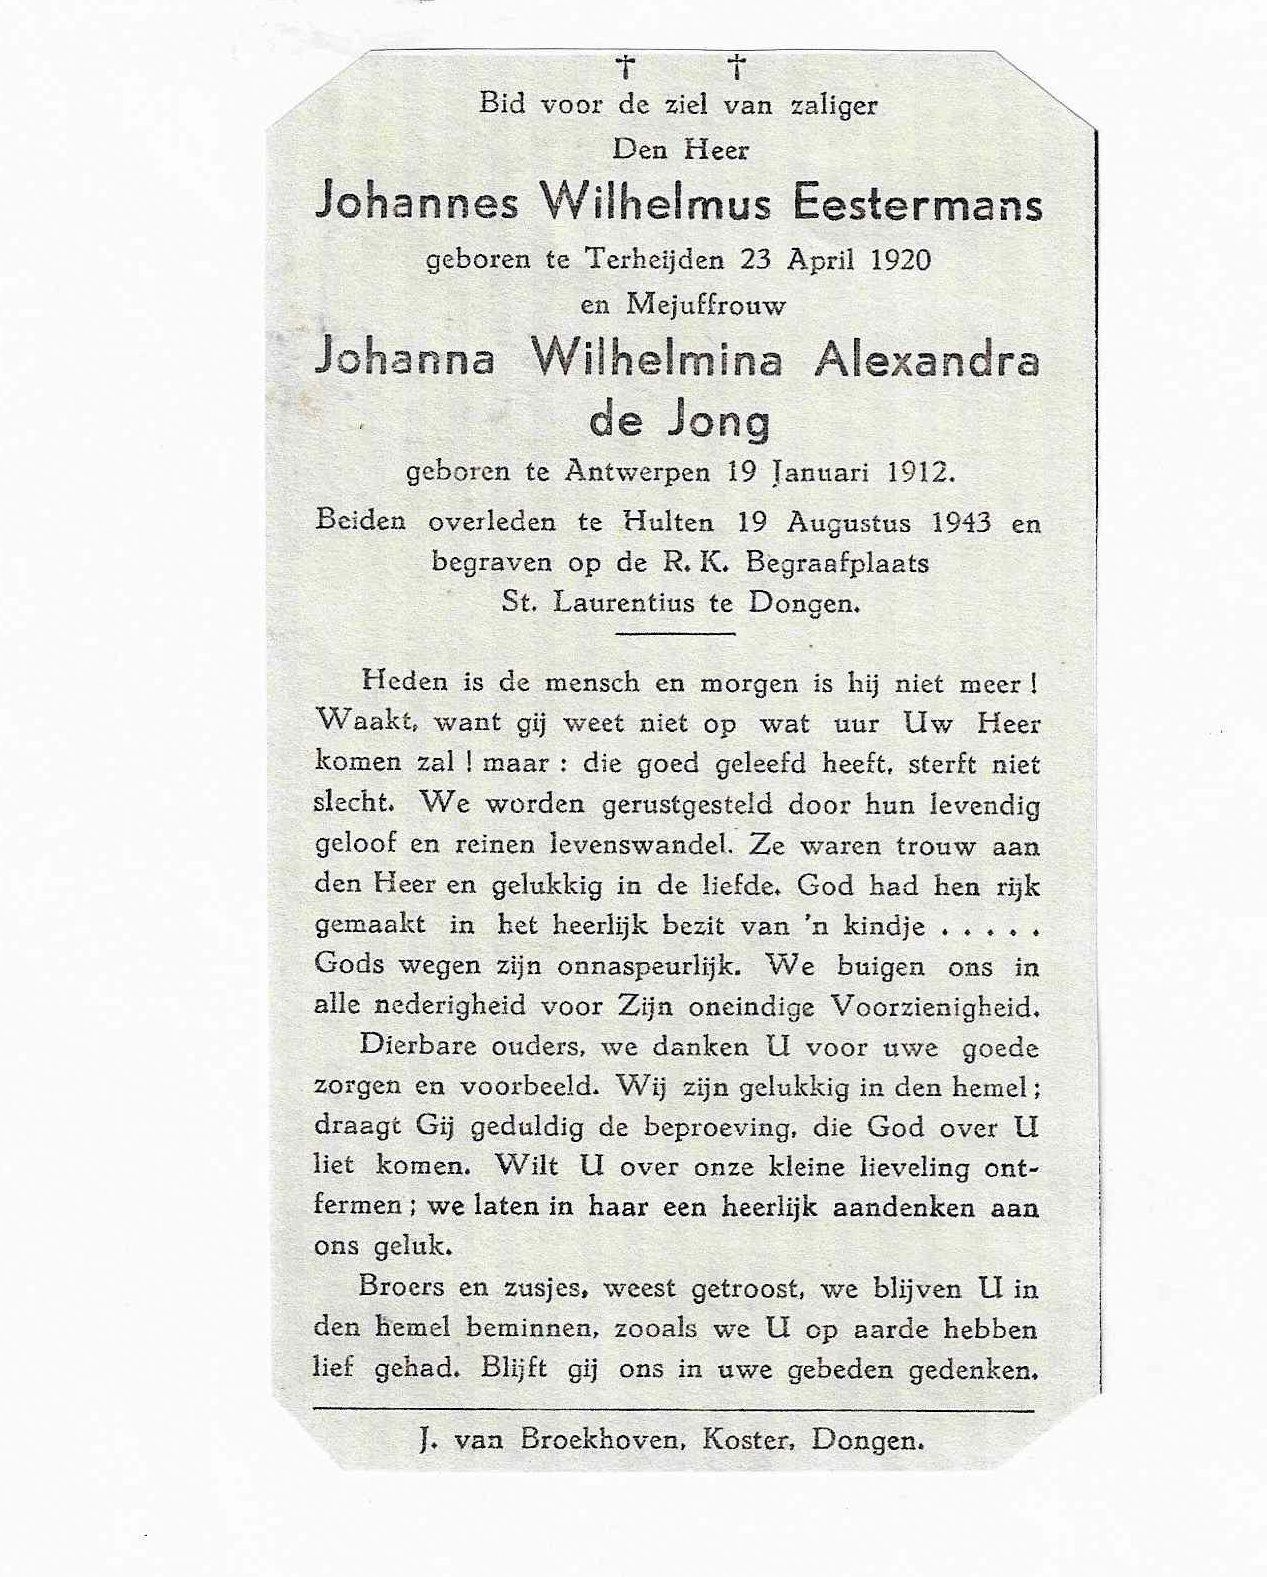 † †
Bid voor de ziel van zaliger
Den Heer
Johannes Wilhelmus Eestermans
geboren te Terheijden 23 April 1920
en Mejuffrouw
Johanna Wilhelmina Alexandra
de Jong
geboren te Antwerpen 19 Januari 1912.
Beiden overleden te Hulten 19 Augustus 1943 en
begraven op de R. K. Begraafplaats
St. Laurentius te Dongen.
Heden is de mensch en morgen is hij niet meer !
Waakt, want gij weet niet op wat uur Uw Heer
komen zal ! maar : die goed geleefd heeft, sterft niet
slecht. We worden gerustgesteld door hun levendig
geloof en reinen levenswandel. Ze waren trouw aan
den Heer en gelukkig in de liefde. God had hen rijk
gemaakt in het heerlijk bezit van 'n kindje . . . . .
Gods wegen zijn onnaspeurlijk. We buigen ons in
alle nederigheid voor Zijn oneindige Voorzienigheid.
Dierbare ouders, we danken U voor uwe goede
zorgen en voorbeeld. Wij zijn gelukkig in den hemel ;
draagt Gij geduldig de beproeving, die God over U
liet komen. Wilt U over onze kleine lieveling ont-
fermen ; we laten in haar een heerlijk aandenken aan
ons geluk.
Broers en zusjes, weest getroost, we blijven U in
den hemel beminnen, zooals we U op aarde hebben
lief gehad. Blijft gij ons in uwe gebeden gedenken.
J. van Broekhoven, Koster, Dongen.